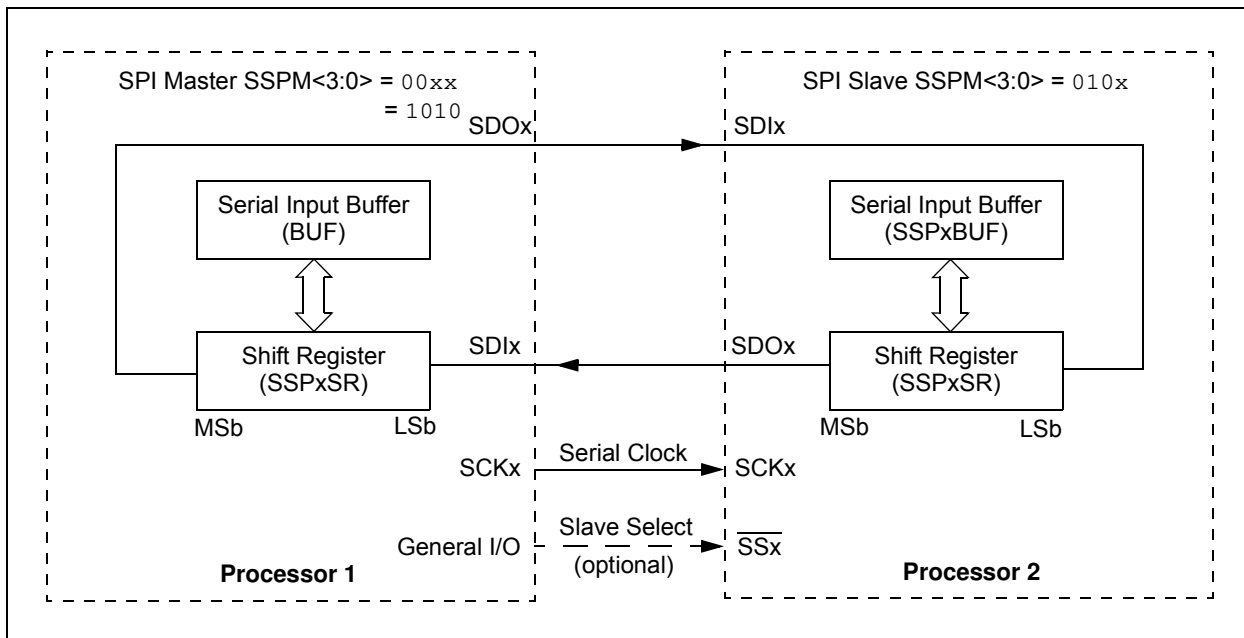 SPI Master SSPM<3:0> = 00xx
= 1010
SPI Slave SSPM<3:0> = 010x
SDOx
SDIx
Serial Input Buffer
(BUF)
Serial Input Buffer
(SSPxBUF)
Shift Register
(SSPxSR)
SDIx
SDOx
Shift Register
(SSPxSR)
MSb
LSb
MSb
LSb
SCKx
Serial Clock
SCKx
General I/O
Slave Select
(optional)
SSx
Processor 1
Processor 2